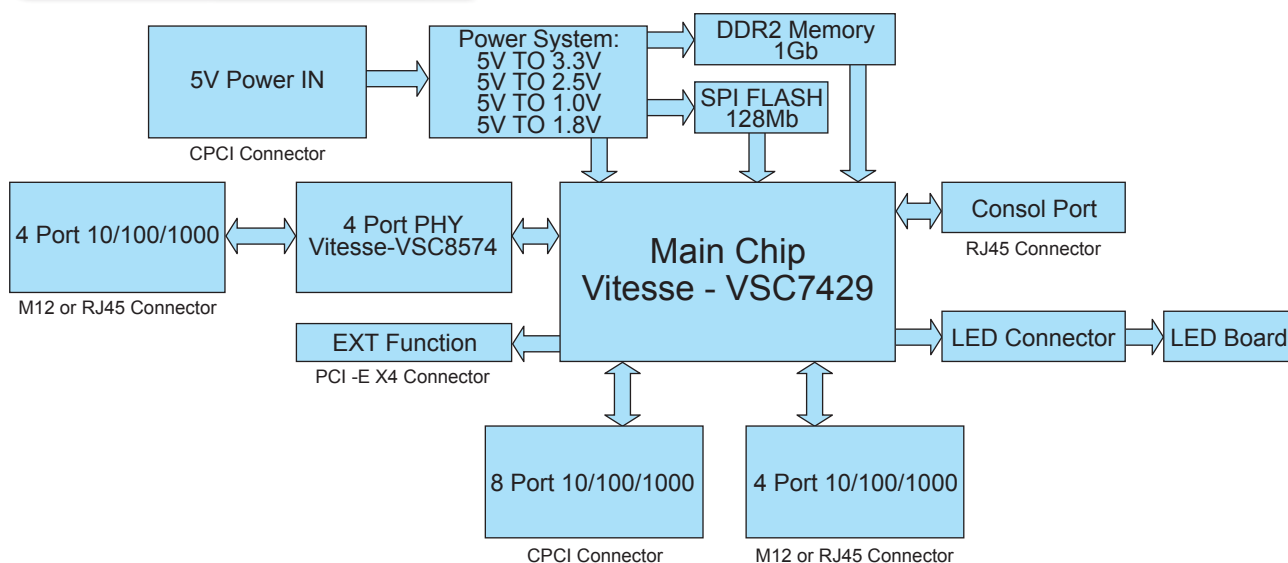 5V Power IN
CPCI Connector
Power System:
5V TO 3.3V
5V TO 2.5V
5V TO 1.0V
5V TO 1.8V
DDR2 Memory
1Gb
SPI FLASH
128Mb
4 Port 10/100/1000
M12 or RJ45 Connector
4 Port PHY
Vitesse-VSC8574
Main Chip
Vitesse - VSC7429
Consol Port
RJ45 Connector
EXT Function
PCI -E X4 Connector
LED Connector
LED Board
8 Port 10/100/1000
CPCI Connector
4 Port 10/100/1000
M12 or RJ45 Connector